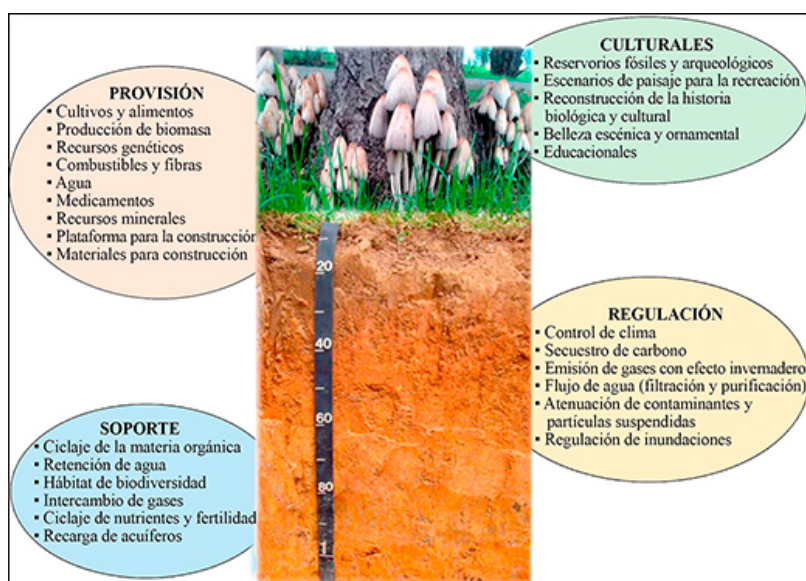 PROVISIÓN
▪ Cultivos y alimentos
▪ Producción de biomasa
▪ Recursos genéticos
▪ Combustibles y fibras
▪ Agua
▪ Medicamentos
▪ Recursos minerales
▪ Plataforma para la construcción
▪ Materiales para construcción
CULTURALES
▪ Reservorios fósiles y arqueológicos
▪ Escenarios de paisaje para la recreación
▪ Reconstrucción de la historia
biológica y cultural
▪ Belleza escénica y ornamental
▪ Educacionales
20
40
60
80
1
SOPORTE
▪ Ciclaje de la materia orgánica
▪ Retención de agua
▪ Hábitat de biodiversidad
▪ Intercambio de gases
▪ Ciclaje de nutrientes y fertilidad
▪ Recarga de acuíferos
REGULACIÓN
▪ Control de clima
▪ Secuestro de carbono
▪ Emisión de gases con efecto invernadero
▪ Flujo de agua (filtración y purificación)
▪ Atenuación de contaminantes y
partículas suspendidas
▪ Regulación de inundaciones